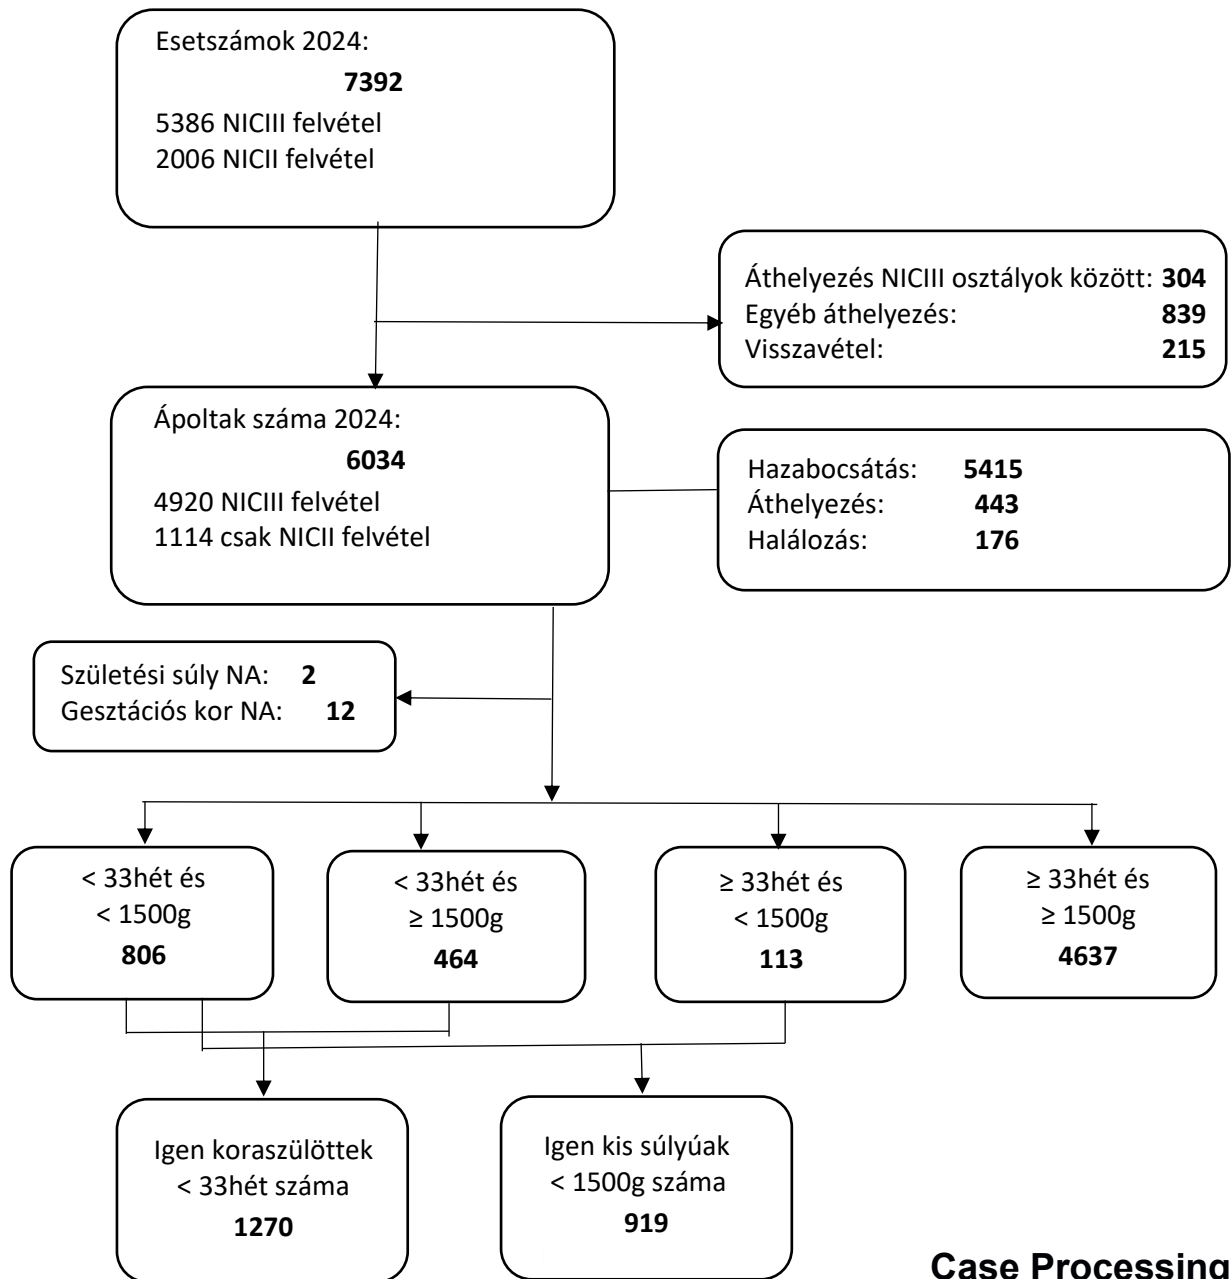 Esetszámok 2024:
7392
5386 NICIII felvétel
2006 NICII felvétel
Áthelyezés NICIII osztályok között: 304
Egyéb áthelyezés: 839
Visszavétel: 215
Ápoltak száma 2024:
6034
4920 NICIII felvétel
1114 csak NICII felvétel
Hazabocsátás: 5415
Áthelyezés: 443
Halálozás: 176
Születési súly NA: 2
Gesztációs kor NA: 12
< 33hét és
< 1500g
806
< 33hét és
≥ 1500g
464
≥ 33hét és
< 1500g
113
≥ 33hét és
≥ 1500g
4637
Igen koraszülöttek
< 33hét száma
1270
Igen kis súlyúak
< 1500g száma
919
Case Processing